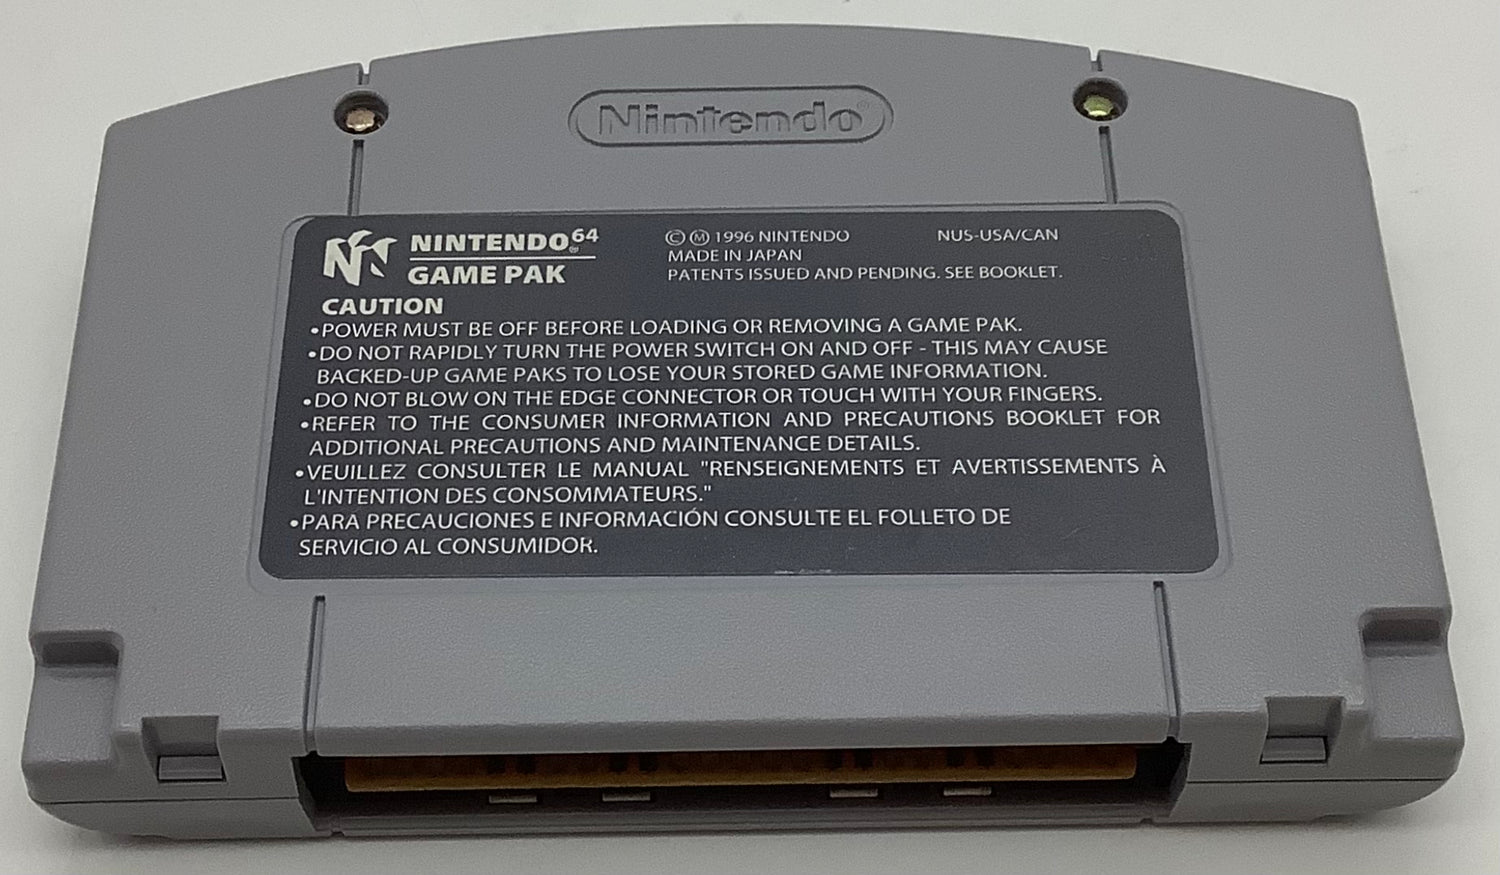 Nintendo®
NINTENDO⁶⁴
GAME PAK
© Ⓜ 1996 NINTENDO NUS-USA/CAN
MADE IN JAPAN
PATENTS ISSUED AND PENDING. SEE BOOKLET.
CAUTION
•POWER MUST BE OFF BEFORE LOADING OR REMOVING A GAME PAK.
•DO NOT RAPIDLY TURN THE POWER SWITCH ON AND OFF - THIS MAY CAUSE
BACKED-UP GAME PAKS TO LOSE YOUR STORED GAME INFORMATION.
•DO NOT BLOW ON THE EDGE CONNECTOR OR TOUCH WITH YOUR FINGERS.
•REFER TO THE CONSUMER INFORMATION AND PRECAUTIONS BOOKLET FOR
ADDITIONAL PRECAUTIONS AND MAINTENANCE DETAILS.
•VEUILLEZ CONSULTER LE MANUAL "RENSEIGNEMENTS ET AVERTISSEMENTS À
L'INTENTION DES CONSOMMATEURS."
•PARA PRECAUCIONES E INFORMACIÓN CONSULTE EL FOLLETO DE
SERVICIO AL CONSUMIDOR.